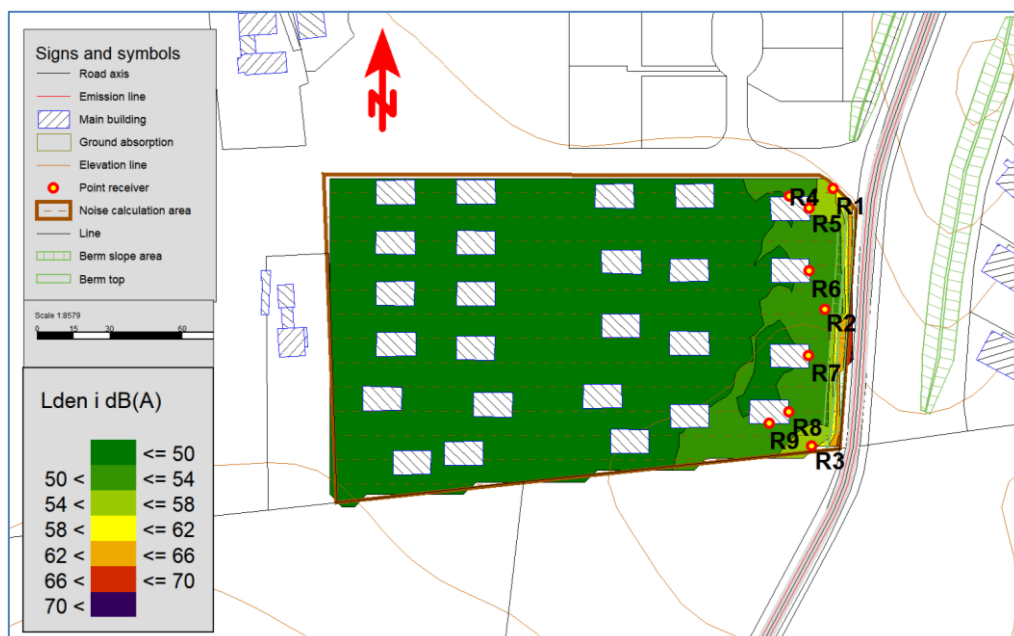 Signs and symbols
Road axis
Emission line
Main building
Ground absorption
Elevation line
Point receiver
Noise calculation area
Line
Berm slope area
Berm top
Scale 1:8579
0 15 30 60
Lden i dB(A)
<= 50
50 < <= 54
54 < <= 58
58 < <= 62
62 < <= 66
66 < <= 70
70 <
N
R4
R1
R5
R6
R2
R7
R8
R9
R3